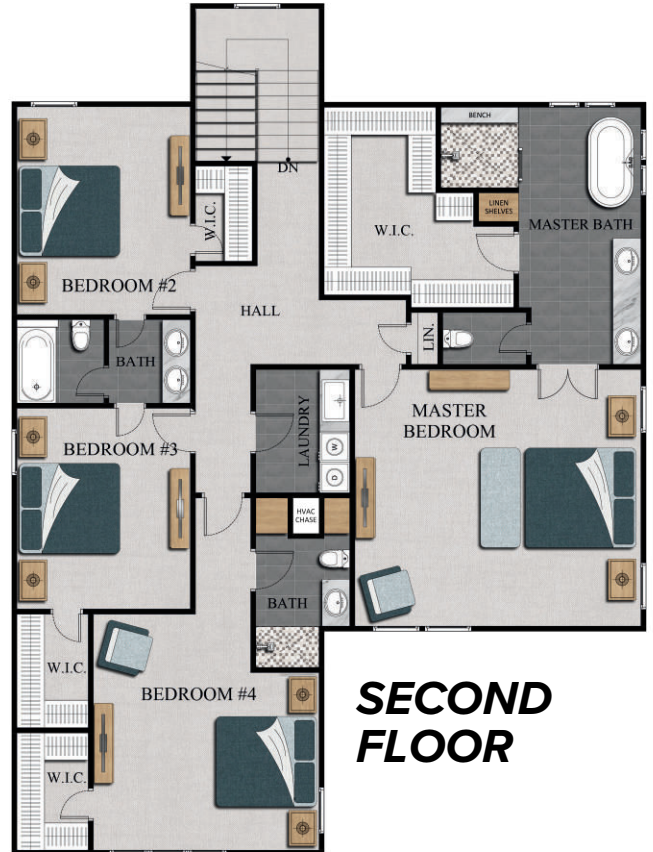 DN
BENCH
LINEN
SHELVES
W.I.C.
W.I.C.
MASTER BATH
BEDROOM #2
HALL
BATH
LIN.
MASTER
BEDROOM
LAUNDRY
BEDROOM #3
W
D
HVAC
CHASE
BATH
W.I.C.
BEDROOM #4
W.I.C.
SECOND
FLOOR